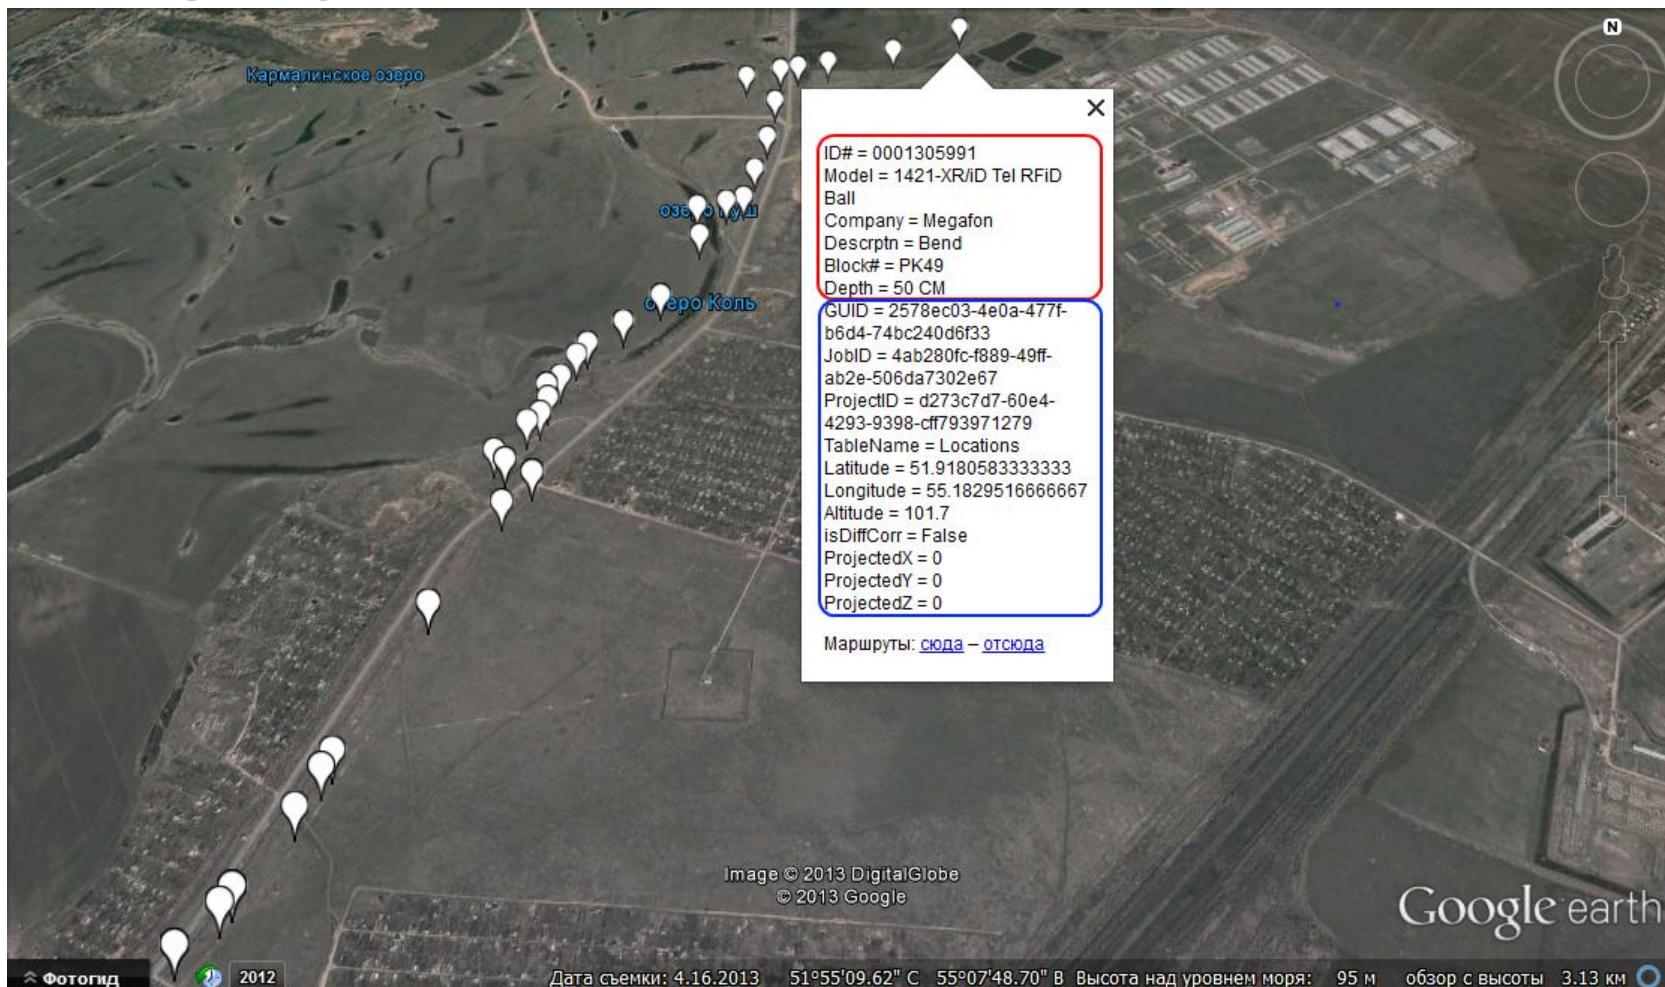 Кармалинское озеро
N
ID# = 0001305991
Model = 1421-XR/iD Tel RFiD
Ball
Company = Megafon
Descrptn = Bend
Block# = PK49
Depth = 50 CM
GUID = 2578ec03-4e0a-477f-
b6d4-74bc240d6f33
JobID = 4ab280fc-f889-49ff-
ab2e-506da7302e67
ProjectID = d273c7d7-60e4-
4293-9398-cff793971279
TableName = Locations
Latitude = 51.9180583333333
Longitude = 55.1829516666667
Altitude = 101.7
isDiffCorr = False
ProjectedX = 0
ProjectedY = 0
ProjectedZ = 0
Маршруты: сюда – отсюда
озеро
озеро Коль
Image © 2013 DigitalGlobe
© 2013 Google
Google earth
Фотогид
2012
Дата съемки: 4.16.2013 51°55'09.62" С 55°07'48.70" В Высота над уровнем моря: 95 м обзор с высоты 3.13 км